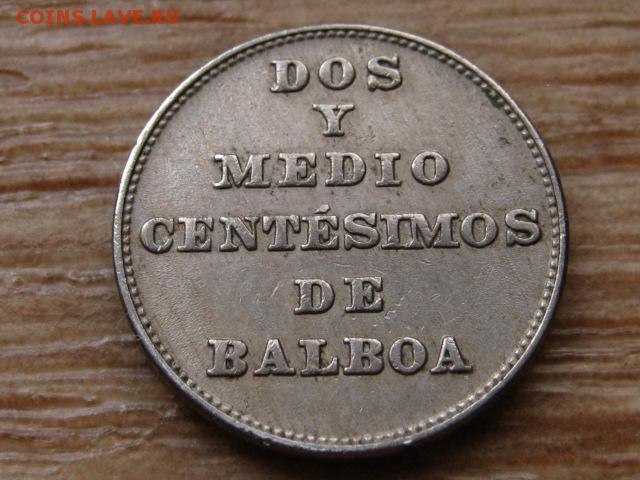 COINS.LAVE.RU
DOS
Y
MEDIO
CENTÉSIMOS
DE
BALBOA